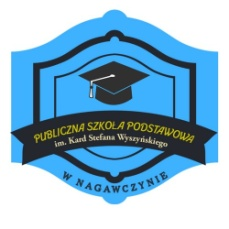 PUBLICZNA SZKOŁA PODSTAWOWA
im. Kard Stefana Wyszyńskiego
W NAGAWCZYNIE